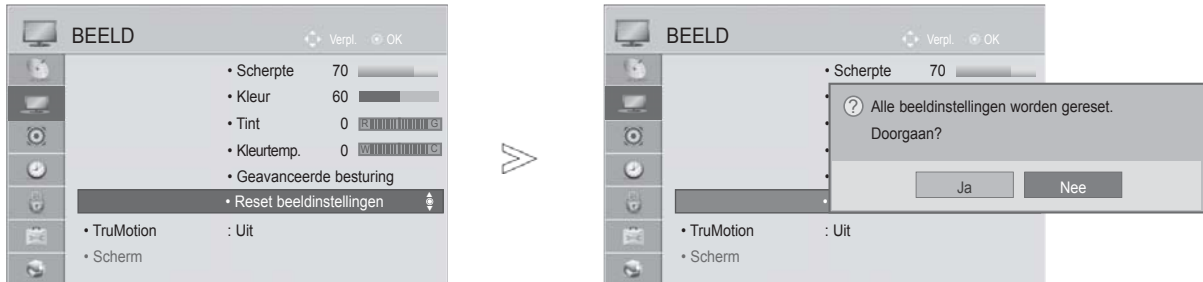 BEELD Verpl. OK
• Scherpte 70
• Kleur 60
• Tint 0 R G
• Kleurtemp. 0 W C
• Geavanceerde besturing
• Reset beeldinstellingen
• TruMotion : Uit
• Scherm
BEELD Verpl. OK
• Scherpte 70
? Alle beeldinstellingen worden gereset.
Doorgaan?
Ja Nee
• TruMotion : Uit
• Scherm